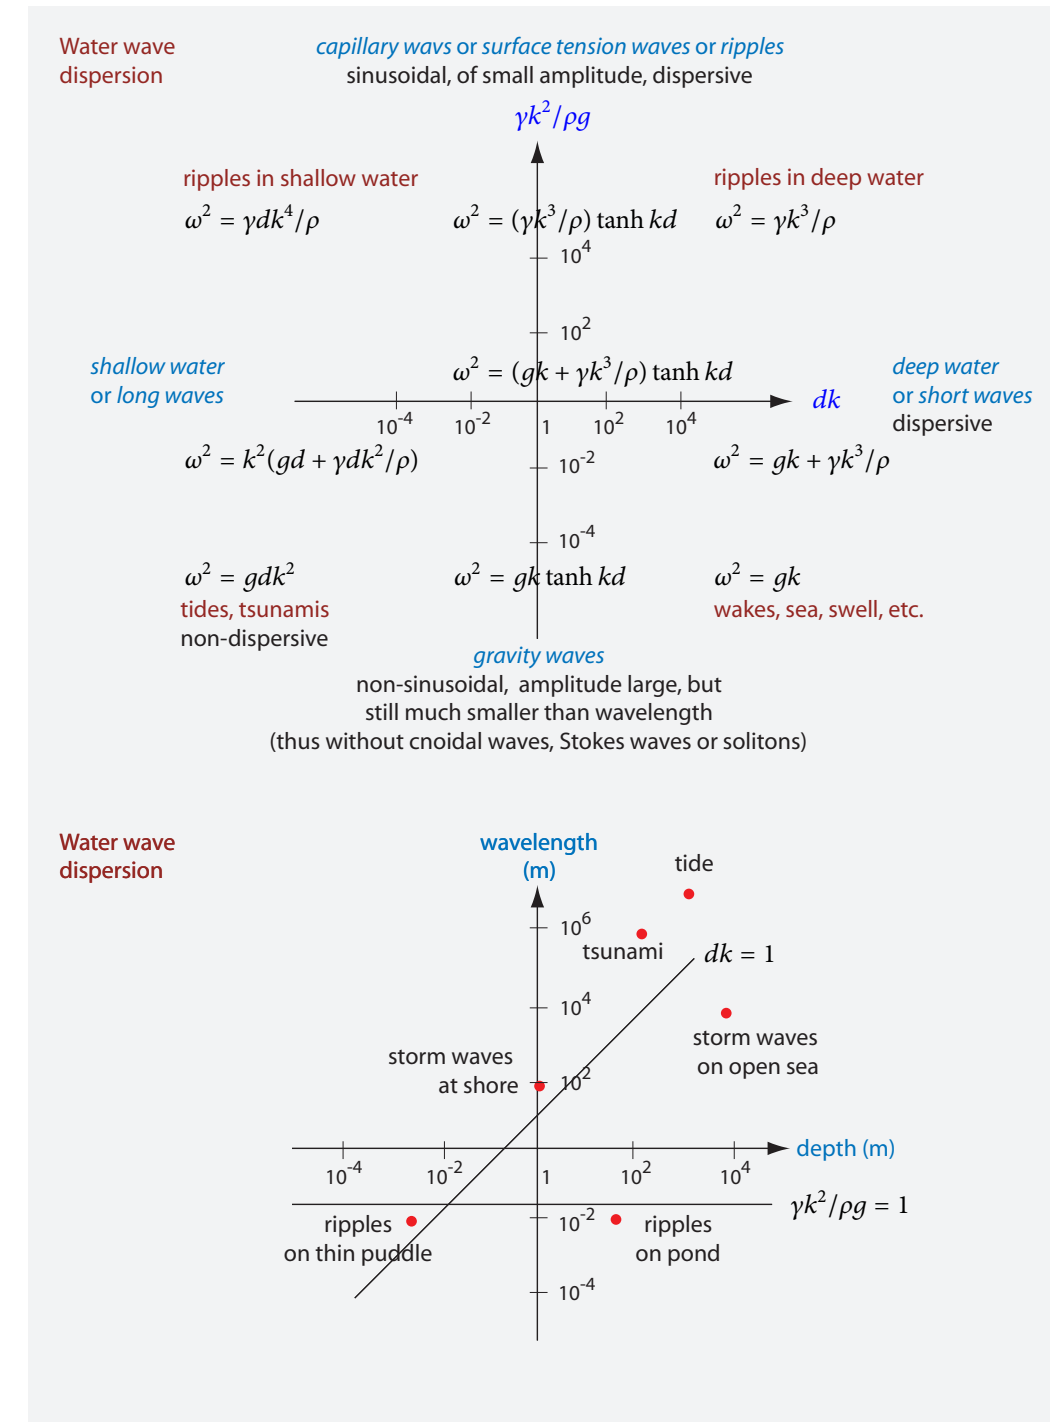 Water wave
dispersion
capillary wavs or surface tension waves or ripples
sinusoidal, of small amplitude, dispersive
γk²/ρg
ripples in shallow water
ripples in deep water
ω² = γdk⁴/ρ
ω² = (γk³/ρ) tanh kd
ω² = γk³/ρ
10⁴
10²
shallow water
or long waves
ω² = (gk + γk³/ρ) tanh kd
deep water
or short waves
dispersive
dk
10⁻⁴ 10⁻² 1 10² 10⁴
ω² = k²(gd + γdk²/ρ)
10⁻²
ω² = gk + γk³/ρ
10⁻⁴
ω² = gdk²
tides, tsunamis
non-dispersive
ω² = gk tanh kd
ω² = gk
wakes, sea, swell, etc.
gravity waves
non-sinusoidal, amplitude large, but
still much smaller than wavelength
(thus without cnoidal waves, Stokes waves or solitons)
Water wave
dispersion
wavelength
(m)
tide
10⁶
tsunami
dk = 1
10⁴
storm waves
on open sea
storm waves
at shore
10²
depth (m)
10⁻⁴ 10⁻² 1 10² 10⁴
γk²/ρg = 1
ripples
on thin puddle
10⁻²
ripples
on pond
10⁻⁴